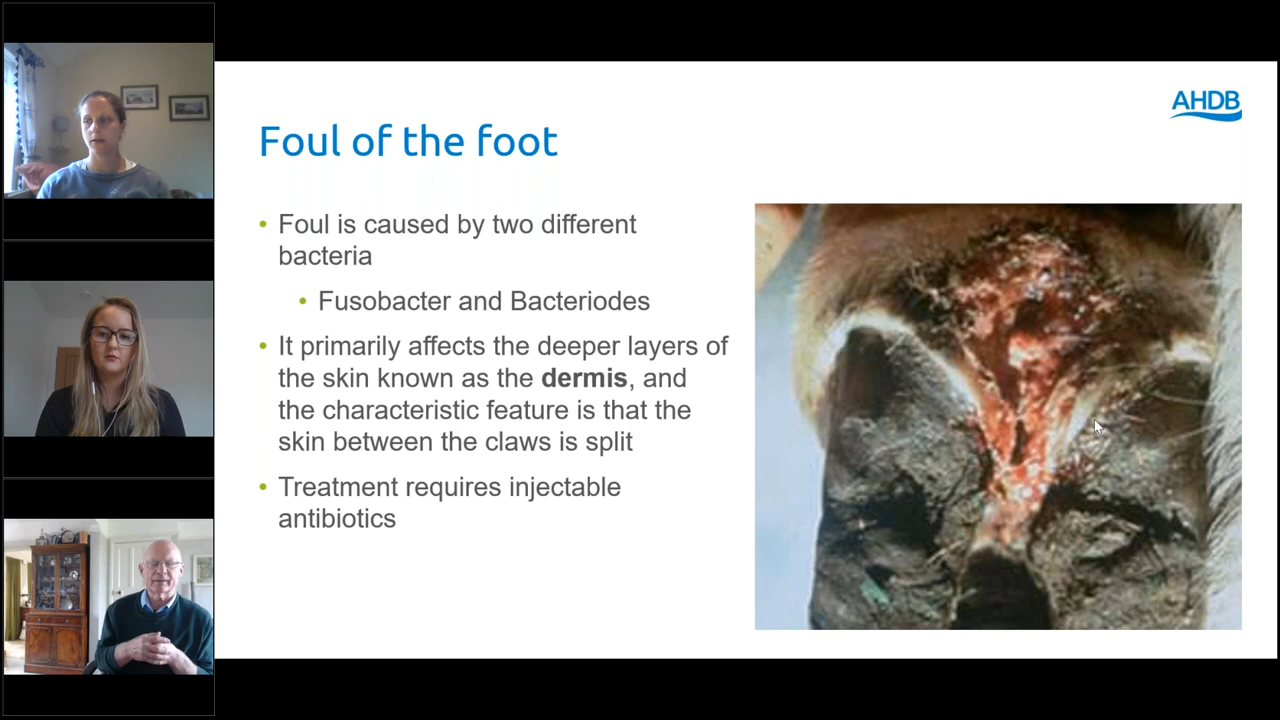 AHDB
Foul of the foot
• Foul is caused by two different
bacteria
• Fusobacter and Bacteriodes
• It primarily affects the deeper layers of
the skin known as the dermis, and
the characteristic feature is that the
skin between the claws is split
• Treatment requires injectable
antibiotics